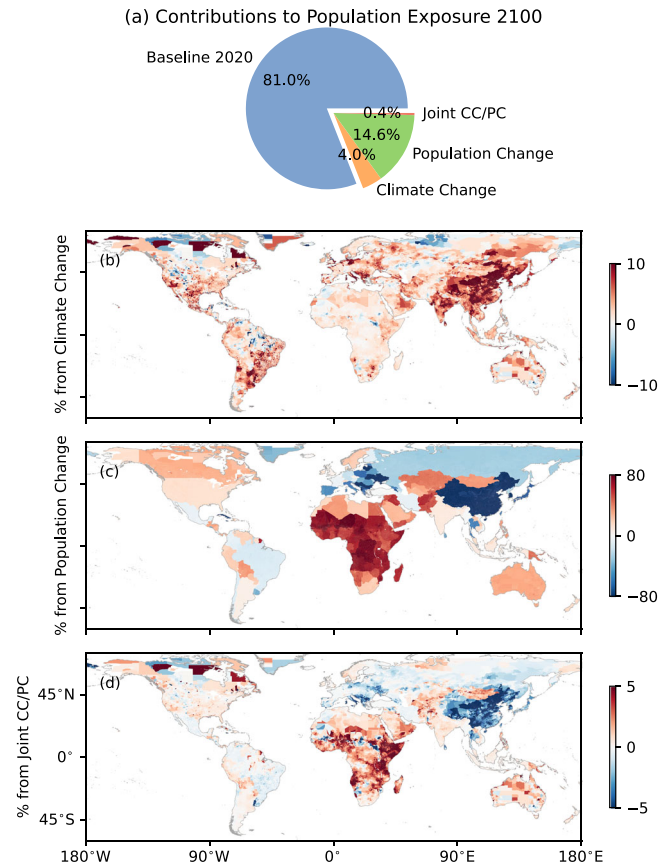 (a) Contributions to Population Exposure 2100
Baseline 2020
81.0%
0.4%
Joint CC/PC
14.6%
Population Change
4.0%
Climate Change
(b)
% from Climate Change
10
0
−10
(c)
% from Population Change
80
0
−80
(d)
% from Joint CC/PC
45°N
0°
45°S
5
0
−5
180°W
90°W
0°
90°E
180°E